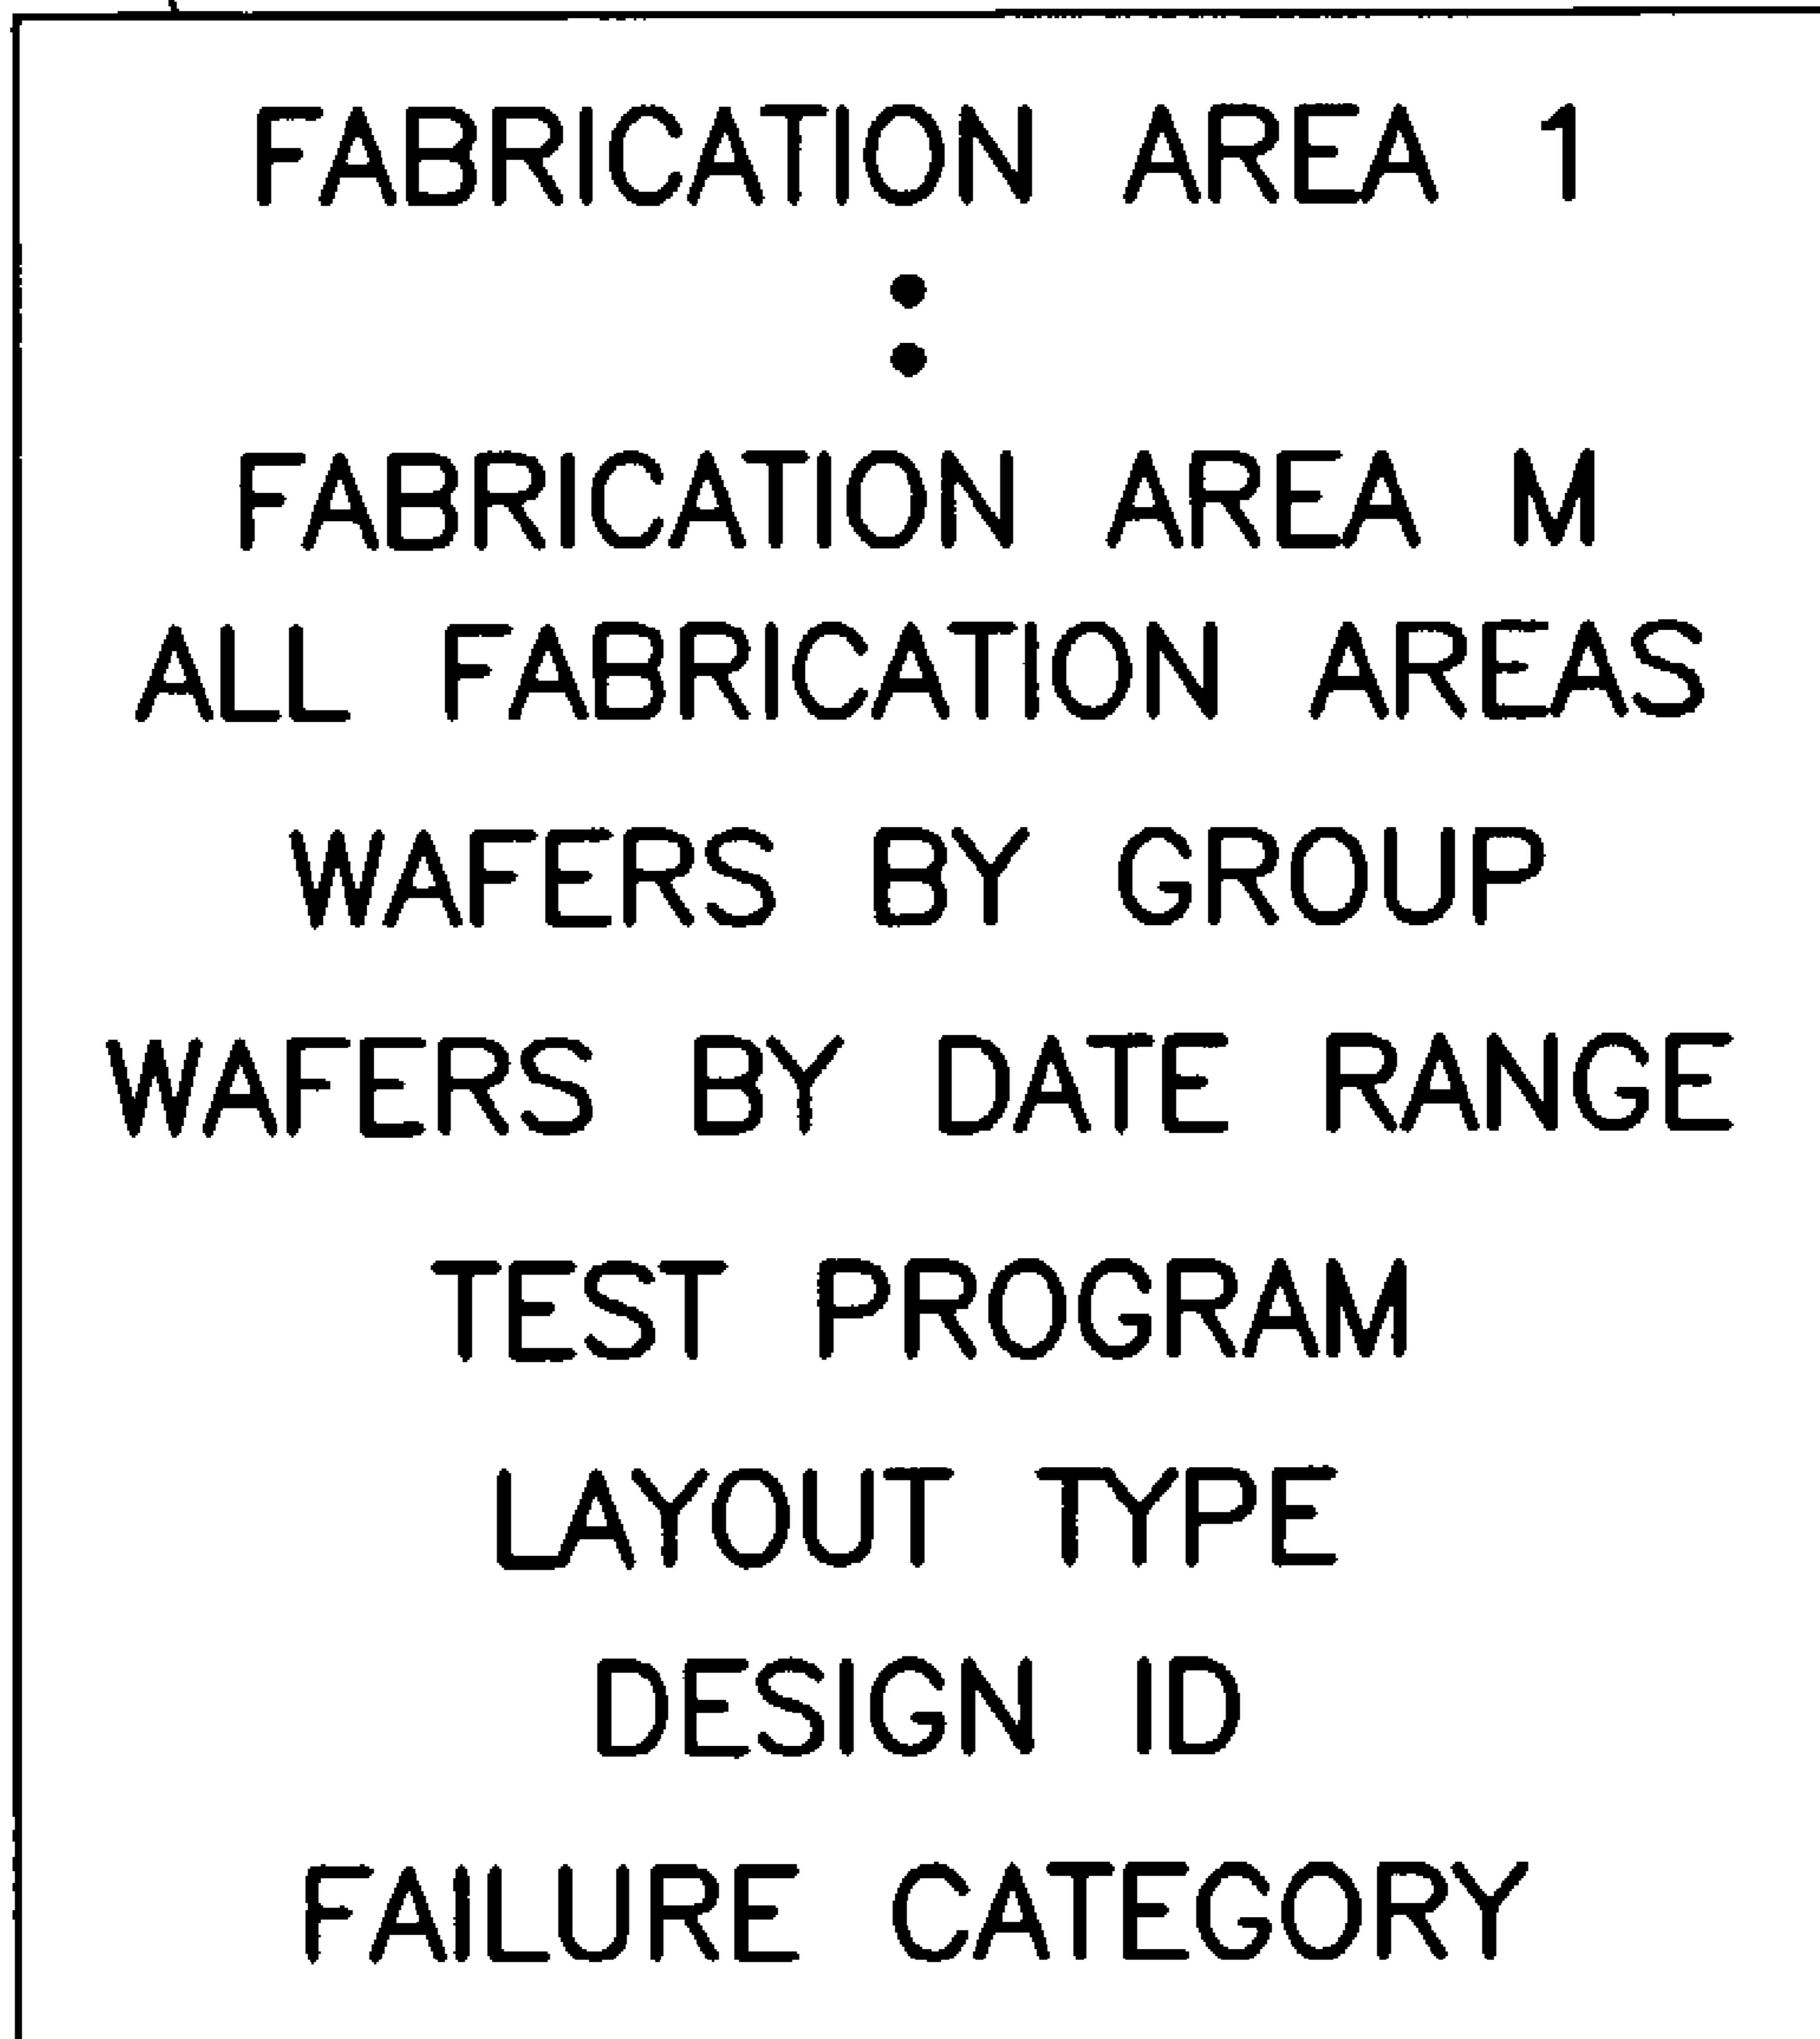 FABRICATION AREA 1
:
FABRICATION AREA M
ALL FABRICATION AREAS
WAFERS BY GROUP
WAFERS BY DATE RANGE
TEST PROGRAM
LAYOUT TYPE
DESIGN ID
FAILURE CATEGORY